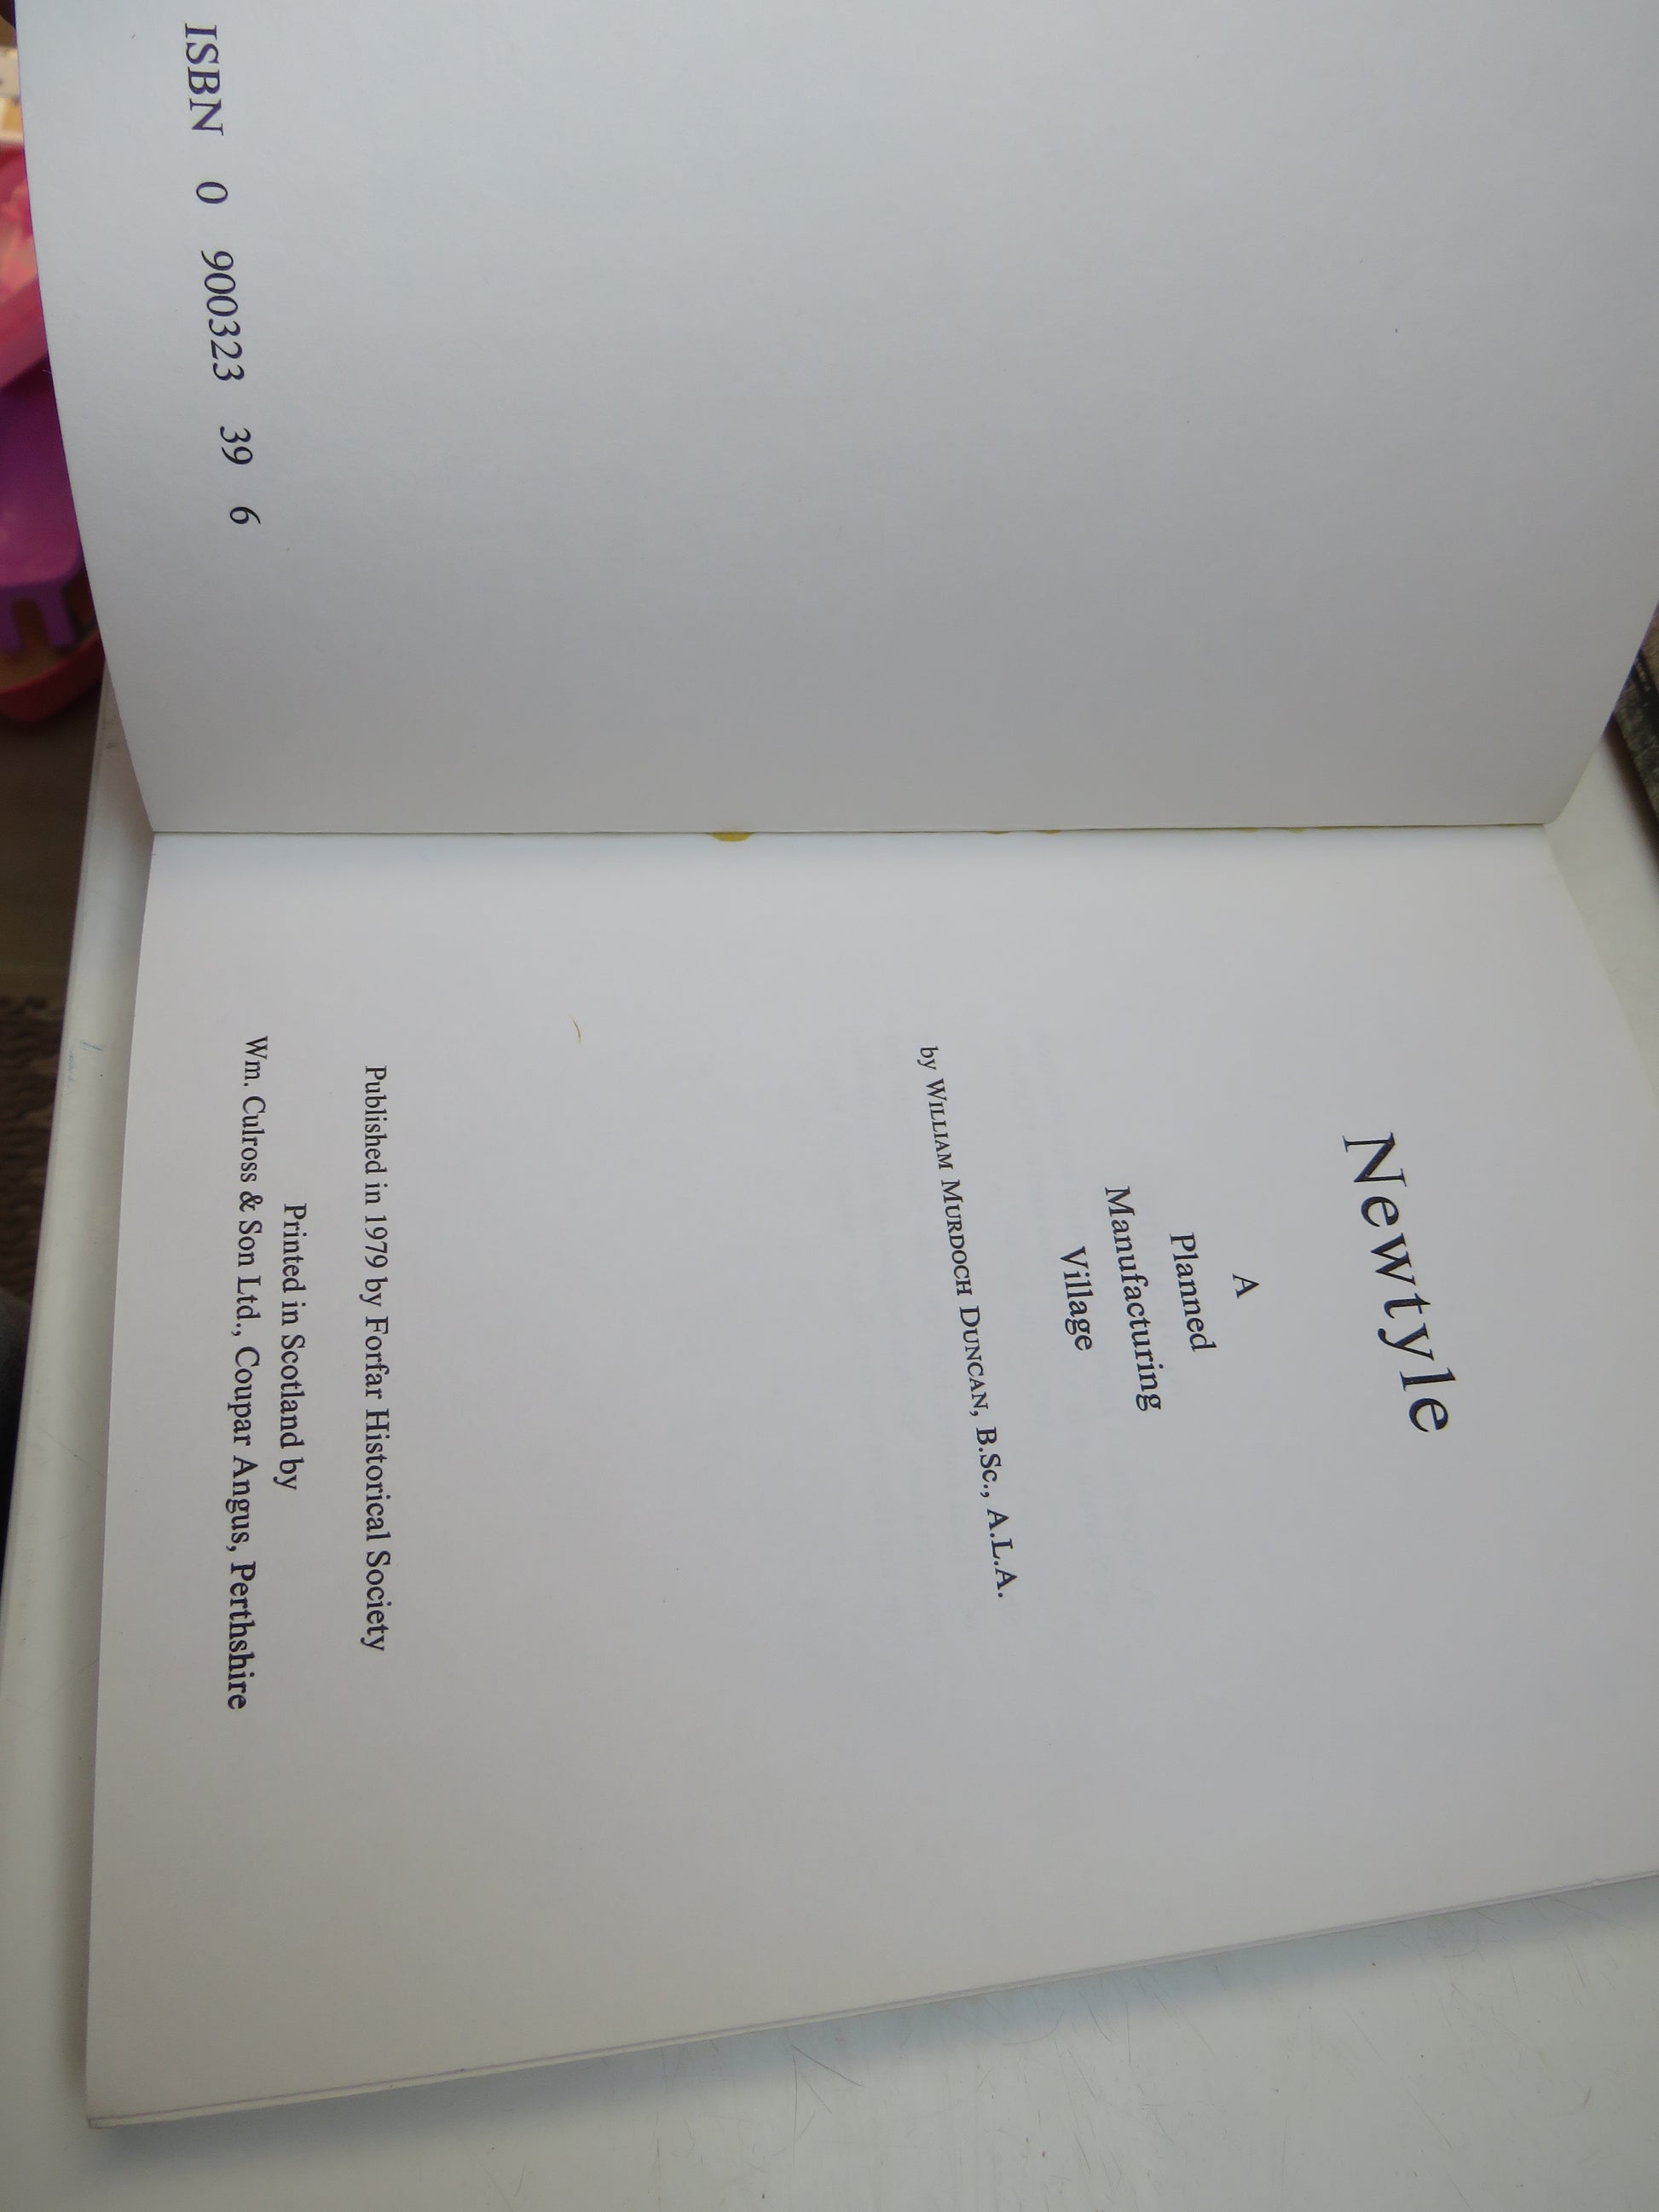 ISBN 0 900323 39 6
Newtyle
A
Planned
Manufacturing
Village
by WILLIAM MURDOCH DUNCAN, B.Sc., A.L.A.
Published in 1979 by Forfar Historical Society
Printed in Scotland by
Wm. Culross & Son Ltd., Coupar Angus, Perthshire